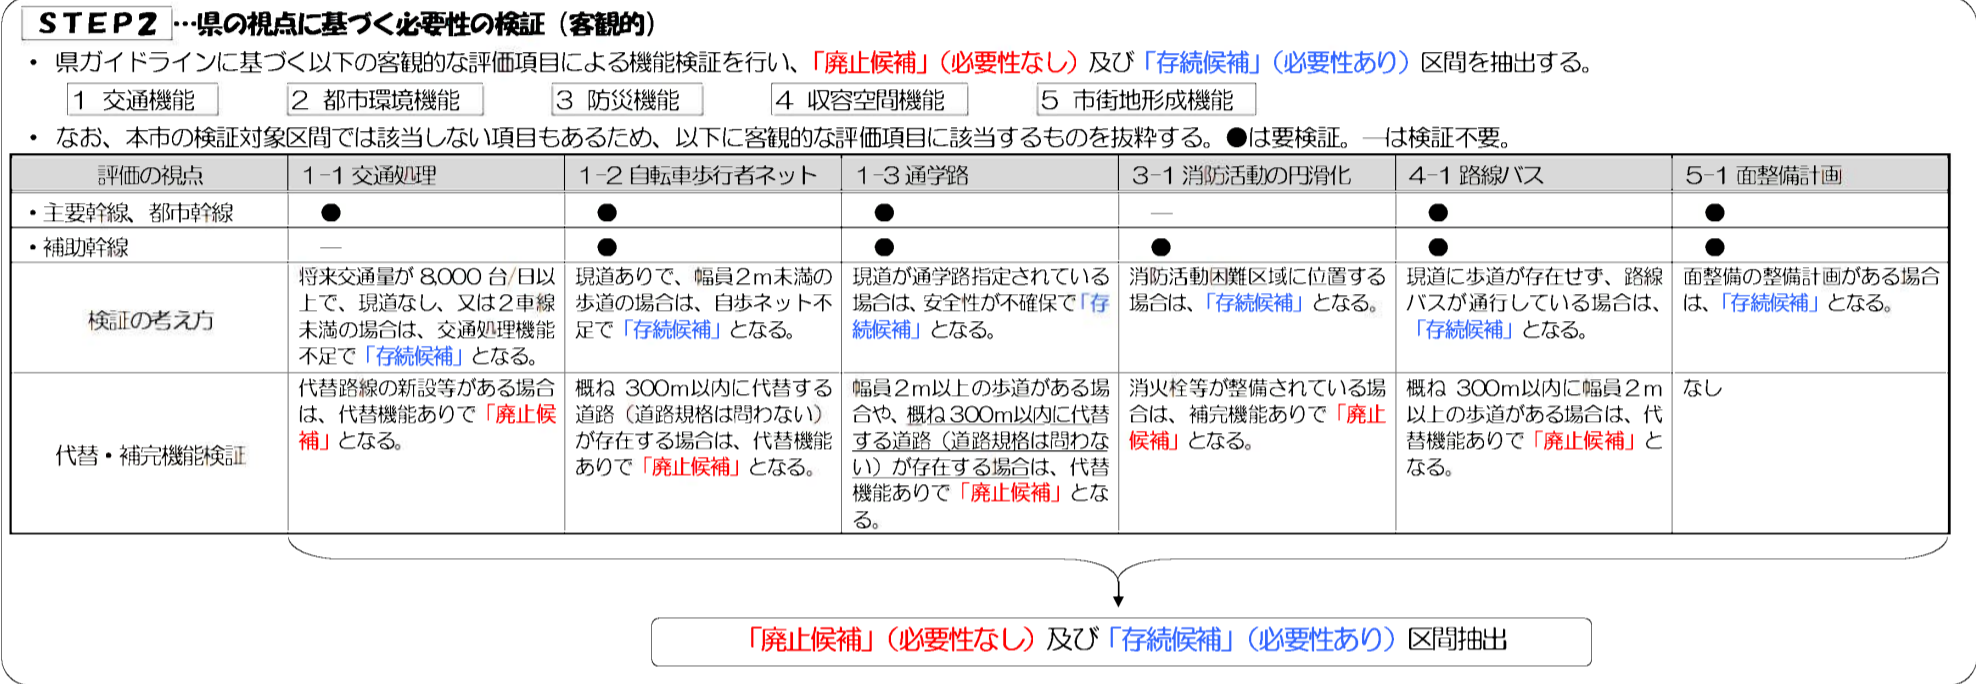 STEP2…県の視点に基づく必要性の検証（客観的）
・ 県ガイドラインに基づく以下の客観的な評価項目による機能検証を行い、「廃止候補」（必要性なし）及び「存続候補」（必要性あり）区間を抽出する。
1 交通機能 2 都市環境機能 3 防災機能 4 収容空間機能 5 市街地形成機能
・ なお、本市の検証対象区間では該当しない項目もあるため、以下に客観的な評価項目に該当するものを抜粋する。●は要検証。―は検証不要。
評価の視点 1-1 交通処理 1-2 自転車歩行者ネット 1-3 通学路 3-1 消防活動の円滑化 4-1 路線バス 5-1 面整備計画
・主要幹線、都市幹線 ● ● ● ― ● ●
・補助幹線 ― ● ● ● ● ●
検証の考え方
将来交通量が 8,000 台/日以
上で、現道なし、又は２車線
未満の場合は、交通処理機能
不足で「存続候補」となる。
現道ありで、幅員２ｍ未満の
歩道の場合は、自歩ネット不
足で「存続候補」となる。
現道が通学路指定されている
場合は、安全性が不確保で「存
続候補」となる。
消防活動困難区域に位置する
場合は、「存続候補」となる。
現道に歩道が存在せず、路線
バスが通行している場合は、
「存続候補」となる。
面整備の整備計画がある場合
は、「存続候補」となる。
代替・補完機能検証
代替路線の新設等がある場合
は、代替機能ありで「廃止候
補」となる。
概ね 300ｍ以内に代替する
道路（道路規格は問わない）
が存在する場合は、代替機能
ありで「廃止候補」となる。
幅員２ｍ以上の歩道がある場
合や、概ね 300ｍ以内に代替
する道路（道路規格は問わな
い）が存在する場合は、代替
機能ありで「廃止候補」とな
る。
消火栓等が整備されている場
合は、補完機能ありで「廃止
候補」となる。
概ね 300ｍ以内に幅員２ｍ
以上の歩道がある場合は、代
替機能ありで「廃止候補」と
なる。
なし
「廃止候補」（必要性なし）及び「存続候補」（必要性あり）区間抽出